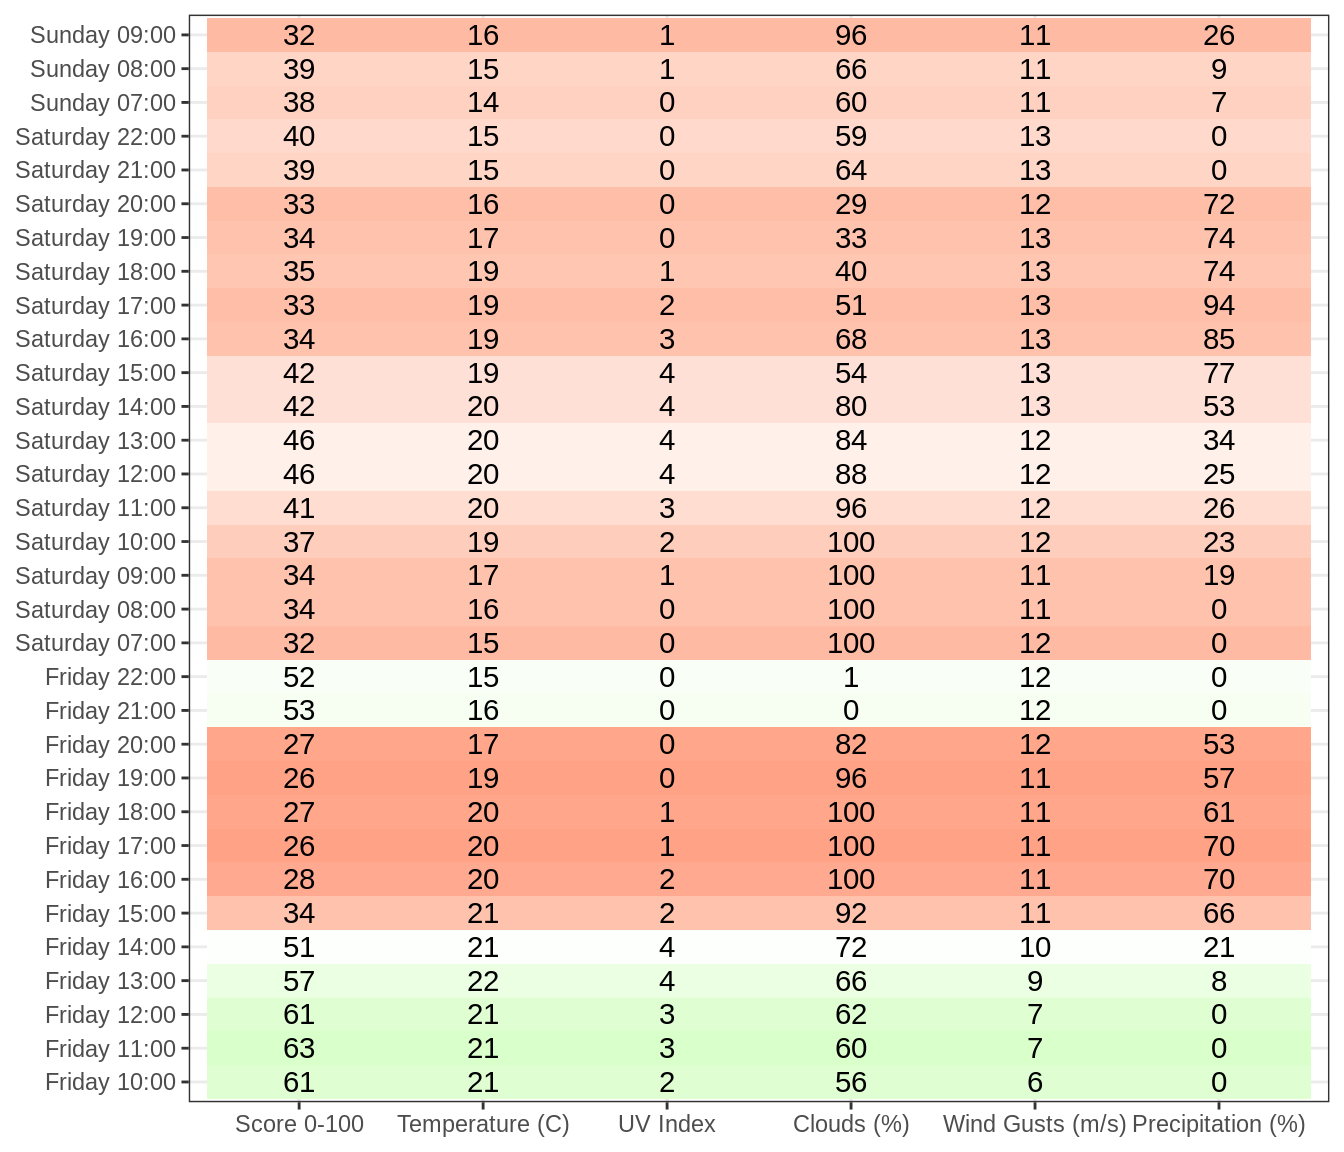 Sunday 09:00 32 16 1 96 11 26
Sunday 08:00 39 15 1 66 11 9
Sunday 07:00 38 14 0 60 11 7
Saturday 22:00 40 15 0 59 13 0
Saturday 21:00 39 15 0 64 13 0
Saturday 20:00 33 16 0 29 12 72
Saturday 19:00 34 17 0 33 13 74
Saturday 18:00 35 19 1 40 13 74
Saturday 17:00 33 19 2 51 13 94
Saturday 16:00 34 19 3 68 13 85
Saturday 15:00 42 19 4 54 13 77
Saturday 14:00 42 20 4 80 13 53
Saturday 13:00 46 20 4 84 12 34
Saturday 12:00 46 20 4 88 12 25
Saturday 11:00 41 20 3 96 12 26
Saturday 10:00 37 19 2 100 12 23
Saturday 09:00 34 17 1 100 11 19
Saturday 08:00 34 16 0 100 11 0
Saturday 07:00 32 15 0 100 12 0
Friday 22:00 52 15 0 1 12 0
Friday 21:00 53 16 0 0 12 0
Friday 20:00 27 17 0 82 12 53
Friday 19:00 26 19 0 96 11 57
Friday 18:00 27 20 1 100 11 61
Friday 17:00 26 20 1 100 11 70
Friday 16:00 28 20 2 100 11 70
Friday 15:00 34 21 2 92 11 66
Friday 14:00 51 21 4 72 10 21
Friday 13:00 57 22 4 66 9 8
Friday 12:00 61 21 3 62 7 0
Friday 11:00 63 21 3 60 7 0
Friday 10:00 61 21 2 56 6 0
Score 0-100 Temperature (C) UV Index Clouds (%) Wind Gusts (m/s) Precipitation (%)